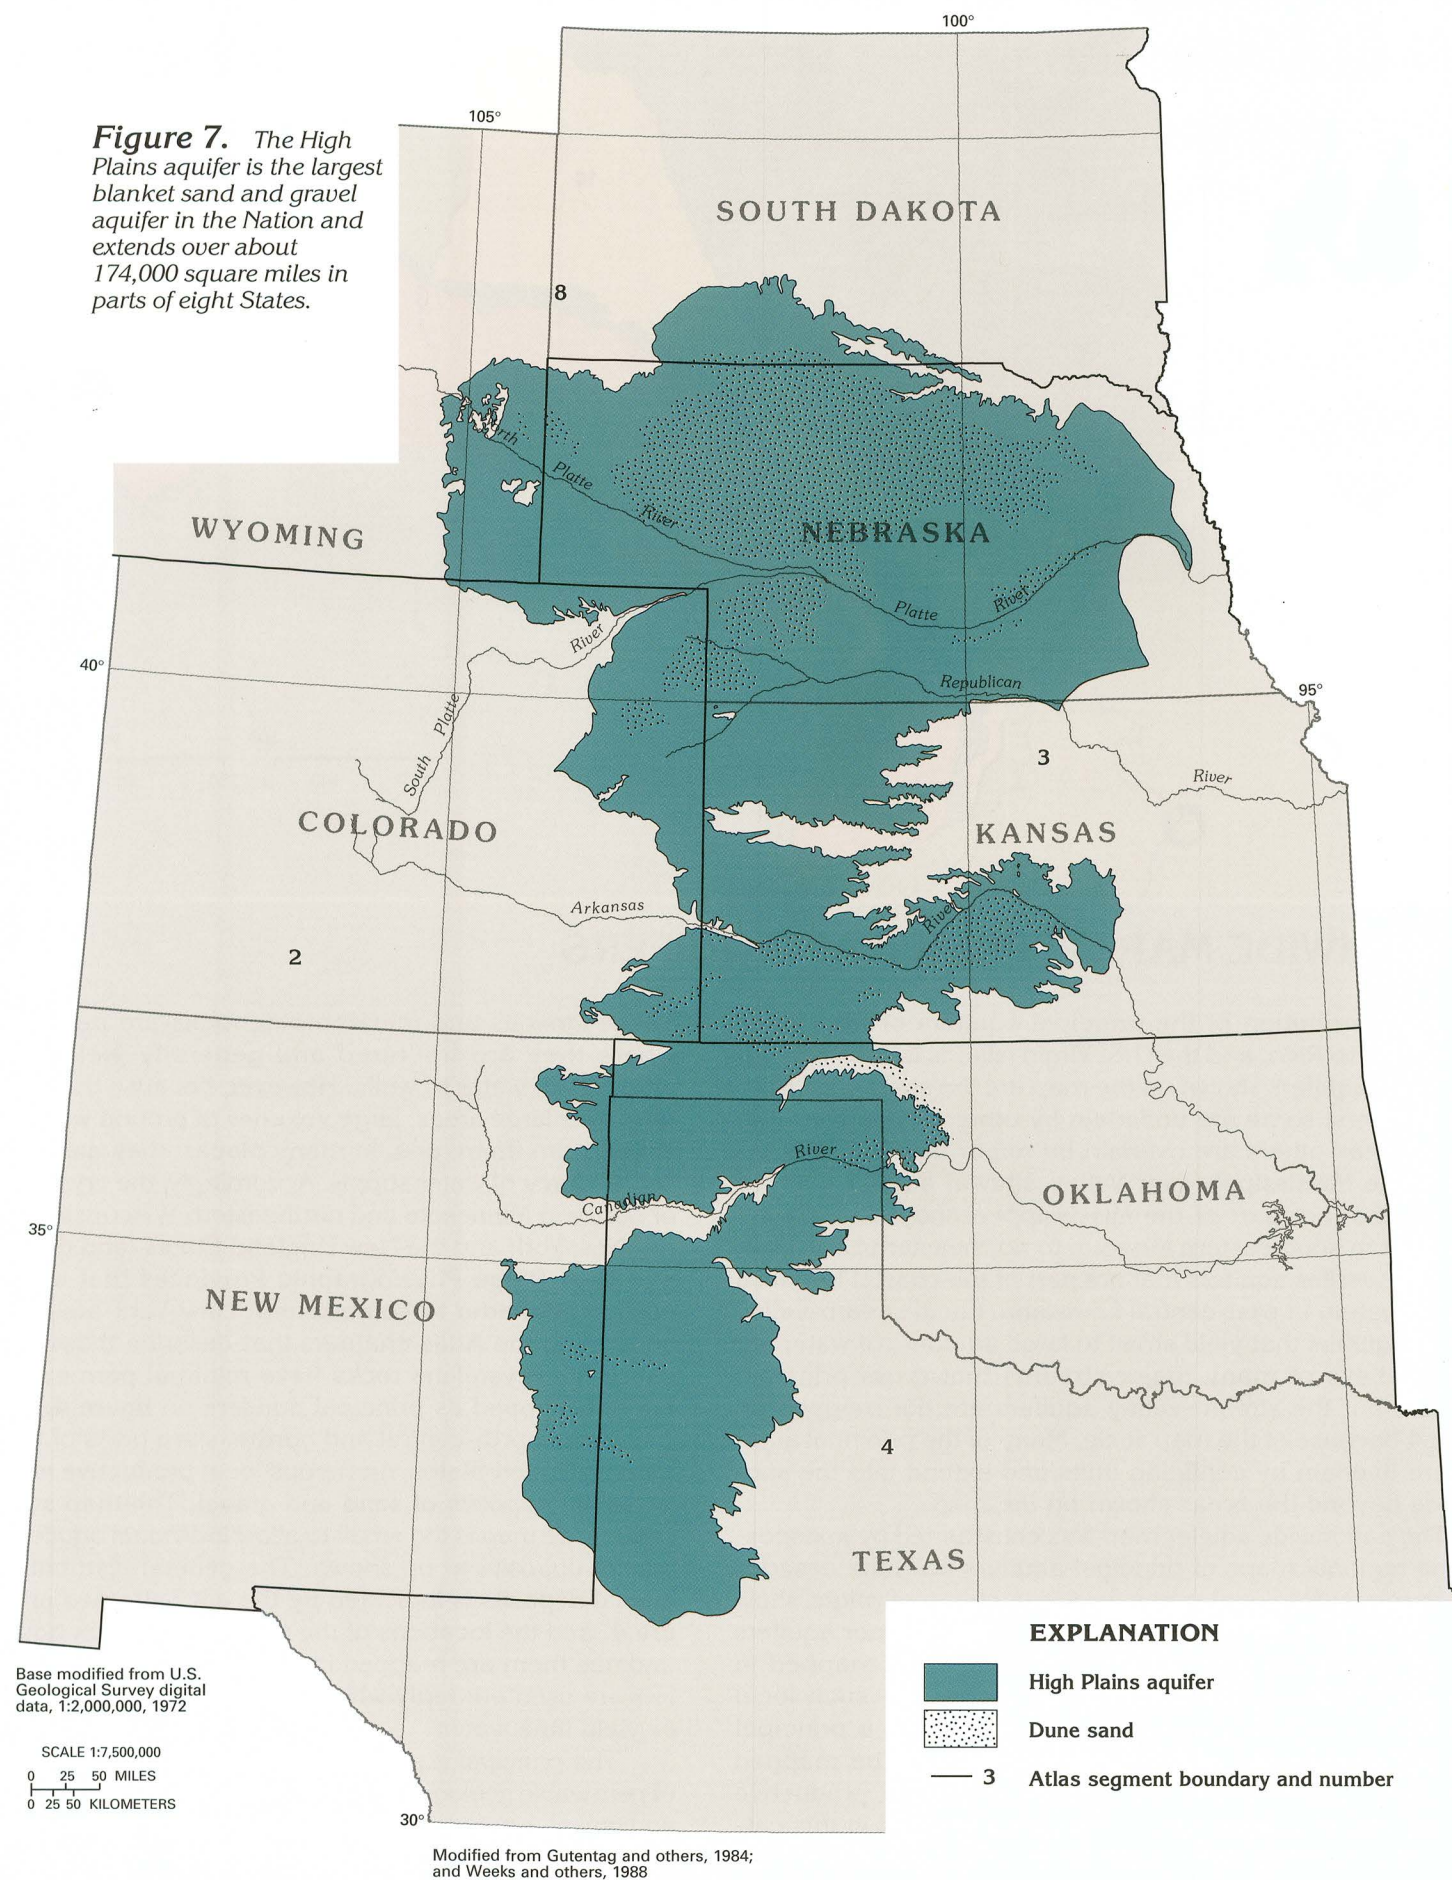 100°
105°
Figure 7. The High
Plains aquifer is the largest
blanket sand and gravel
aquifer in the Nation and
extends over about
174,000 square miles in
parts of eight States.
SOUTH DAKOTA
8
North
Platte
River
WYOMING
NEBRASKA
Platte
River
River
40°
Republican
95°
South Platte
3
River
COLORADO
KANSAS
Arkansas
River
2
River
Canadian
OKLAHOMA
35°
NEW MEXICO
4
TEXAS
EXPLANATION
High Plains aquifer
Dune sand
3 Atlas segment boundary and number
Base modified from U.S.
Geological Survey digital
data, 1:2,000,000, 1972
SCALE 1:7,500,000
0 25 50 MILES
0 25 50 KILOMETERS
30°
Modified from Gutentag and others, 1984;
and Weeks and others, 1988